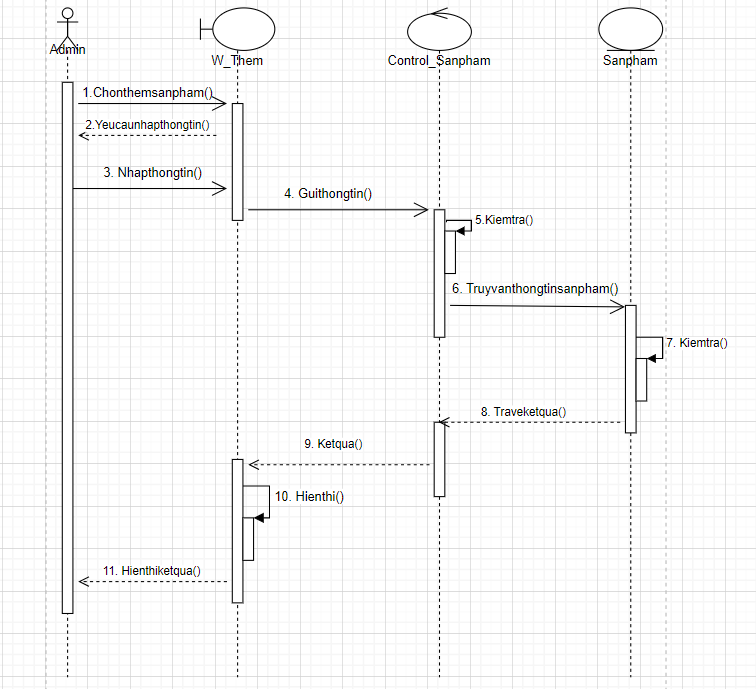 Admin
W_Them
Control_Sanpham
Sanpham
1.Chonthemsanpham()
2.Yeucaunhapthongtin()
3. Nhapthongtin()
4. Guithongtin()
5.Kiemtra()
6. Truyvanthongtinsanpham()
7. Kiemtra()
8. Traveketqua()
9. Ketqua()
10. Hienthi()
11. Hienthiketqua()